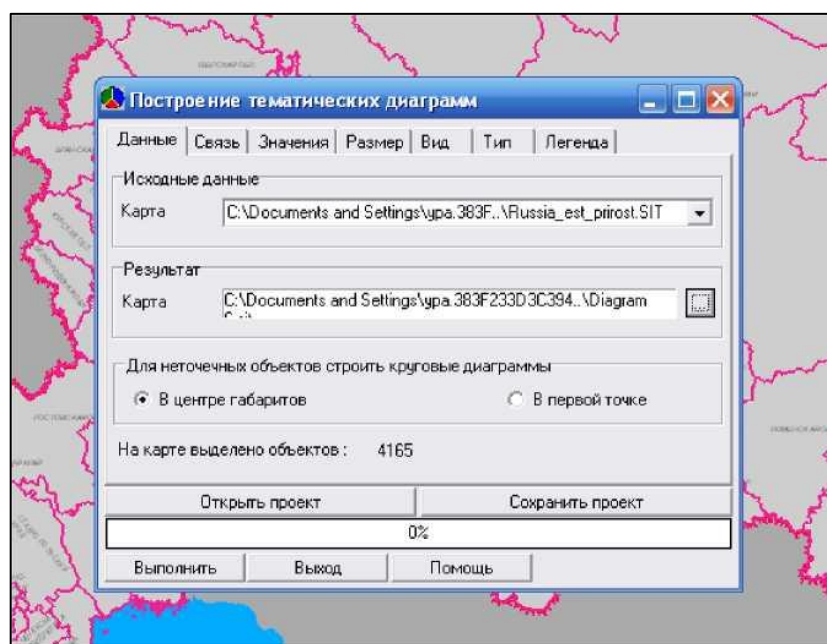 Построение тематических диаграмм
Данные Связь Значения Размер Вид Тип Легенда
Исходные данные
Карта C:\Documents and Settings\ура.383F..\Russia_est_prirost.SIT
Результат
Карта C:\Documents and Settings\ура.383F233D3C394..\Diagram
Для неточечных объектов строить круговые диаграммы
В центре габаритов В первой точке
На карте выделено объектов : 4165
Открыть проект Сохранить проект
0%
Выполнить Выход Помощь